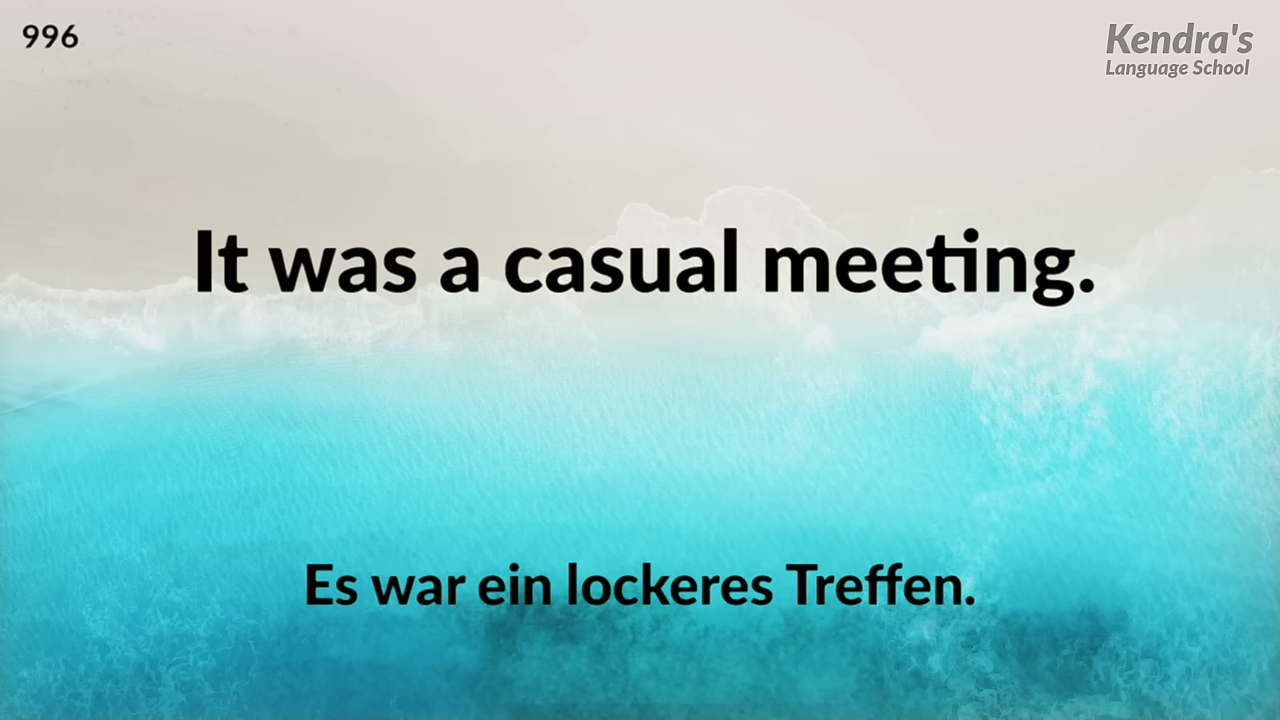 996
Kendra's
Language School
It was a casual meeting.
Es war ein lockeres Treffen.